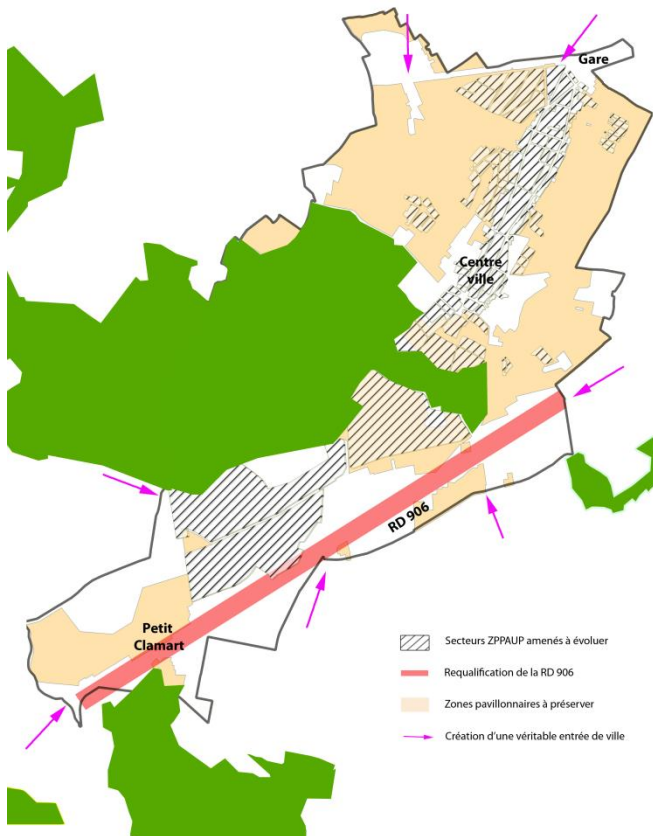 Gare
Centre
ville
RD 906
Petit
Clamart
Secteurs ZPPAUP amenés à évoluer
Requalification de la RD 906
Zones pavillonnaires à préserver
Création d'une véritable entrée de ville